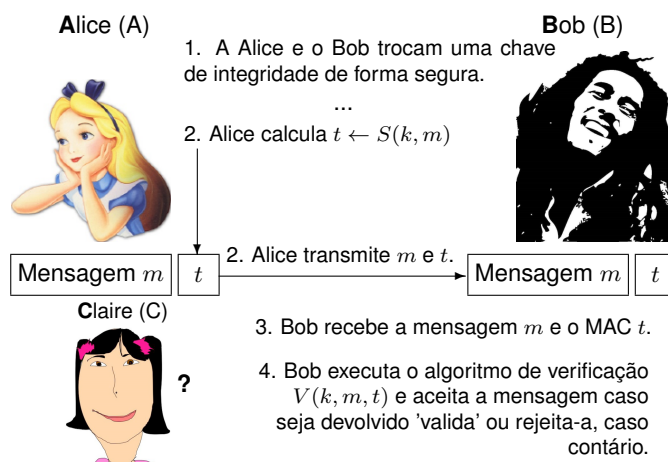 Alice (A)
Bob (B)
1. A Alice e o Bob trocam uma chave
de integridade de forma segura.
...
2. Alice calcula t ← S(k, m)
2. Alice transmite m e t.
Mensagem m
t
Mensagem m
t
Claire (C)
?
3. Bob recebe a mensagem m e o MAC t.
4. Bob executa o algoritmo de verificação
V(k, m, t) e aceita a mensagem caso
seja devolvido 'valida' ou rejeita-a, caso
contário.